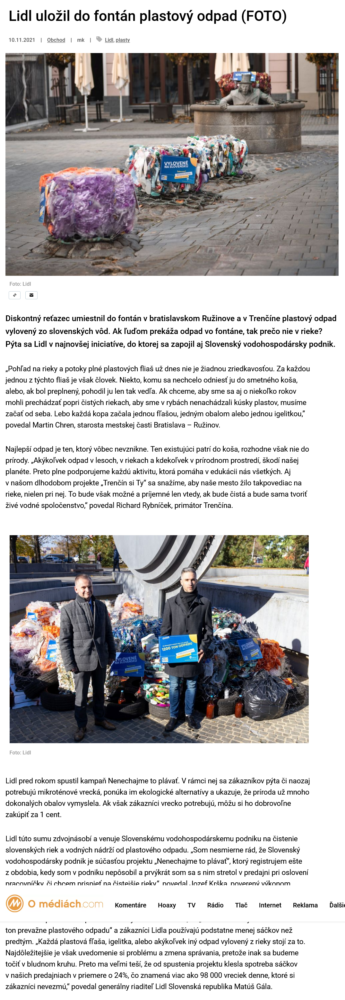 Lidl uložil do fontán plastový odpad (FOTO)
10.11.2021 | Obchod | mk | Lidl, plasty
VYLOVENÉ
NA SLOVENSKU
Foto: Lidl
Diskontný reťazec umiestnil do fontán v bratislavskom Ružinove a v Trenčíne plastový odpad
vylovený zo slovenských vôd. Ak ľuďom prekáža odpad vo fontáne, tak prečo nie v rieke?
Pýta sa Lidl v najnovšej iniciatíve, do ktorej sa zapojil aj Slovenský vodohospodársky podnik.
„Pohľad na rieky a potoky plné plastových fliaš už dnes nie je žiadnou zriedkavosťou. Za každou
jednou z týchto fliaš je však človek. Niekto, komu sa nechcelo odniesť ju do smetného koša,
alebo, ak bol preplnený, pohodil ju len tak vedľa. Ak chceme, aby sme sa aj o niekoľko rokov
mohli prechádzať popri čistých riekach, aby sme v rybách nenachádzali kúsky plastov, musíme
začať od seba. Lebo každá kopa začala jednou fľašou, jedným obalom alebo jednou igelitkou,”
povedal Martin Chren, starosta mestskej časti Bratislava – Ružinov.
Najlepší odpad je ten, ktorý vôbec nevznikne. Ten existujúci patrí do koša, rozhodne však nie do
prírody. „Akýkoľvek odpad v lesoch, v riekach a kdekoľvek v prírodnom prostredí, škodí našej
planéte. Preto plne podporujeme každú aktivitu, ktorá pomáha v edukácii nás všetkých. Aj
v našom dlhodobom projekte „Trenčín si Ty“ sa snažíme, aby naše mesto žilo takpovediac na
rieke, nielen pri nej. To bude však možné a príjemné len vtedy, ak bude čistá a bude sama tvoriť
živé vodné spoločenstvo,“ povedal Richard Rybníček, primátor Trenčína.
1200 TON ODPADU
VYLOVENÉ
NA SLOVENSKU
VYLOVENÉ
NA SLOVENSKU
Foto: Lidl
Lidl pred rokom spustil kampaň Nenechajme to plávať. V rámci nej sa zákazníkov pýta či naozaj
potrebujú mikroténové vrecká, ponúka im ekologické alternatívy a ukazuje, že príroda už mnoho
dokonalých obalov vymyslela. Ak však zákazníci vrecko potrebujú, môžu si ho dobrovoľne
zakúpiť za 1 cent.
Lidl túto sumu zdvojnásobí a venuje Slovenskému vodohospodárskemu podniku na čistenie
slovenských riek a vodných nádrží od plastového odpadu. „Som nesmierne rád, že Slovenský
vodohospodársky podnik je súčasťou projektu „Nenechajme to plávať“, ktorý registrujem ešte
z obdobia, kedy som v podniku nepôsobil a prvýkrát som sa s nim stretol v predajni pri oslovení
pracovníčky, či chcem prispieť na čistejšie rieky“, povedal Jozef Krška, poverený výkonom
O médiách.com Komentáre Hoaxy TV Rádio Tlač Internet Reklama Ďalšie
ton prevažne plastového odpadu“ a zákazníci Lidla používajú podstatne menej sáčkov než
predtým. „Každá plastová fľaša, igelitka, alebo akýkoľvek iný odpad vylovený z rieky stojí za to.
Najdôležitejšie je však uvedomenie si problému a zmena správania, pretože inak sa budeme
točiť v bludnom kruhu. Preto ma veľmi teší, že od spustenia projektu klesla spotreba sáčkov
v našich predajniach v priemere o 24%, čo znamená viac ako 98 000 vreciek denne, ktoré si
zákazníci nevezmú,“ povedal generálny riaditeľ Lidl Slovenská republika Matúš Gála.